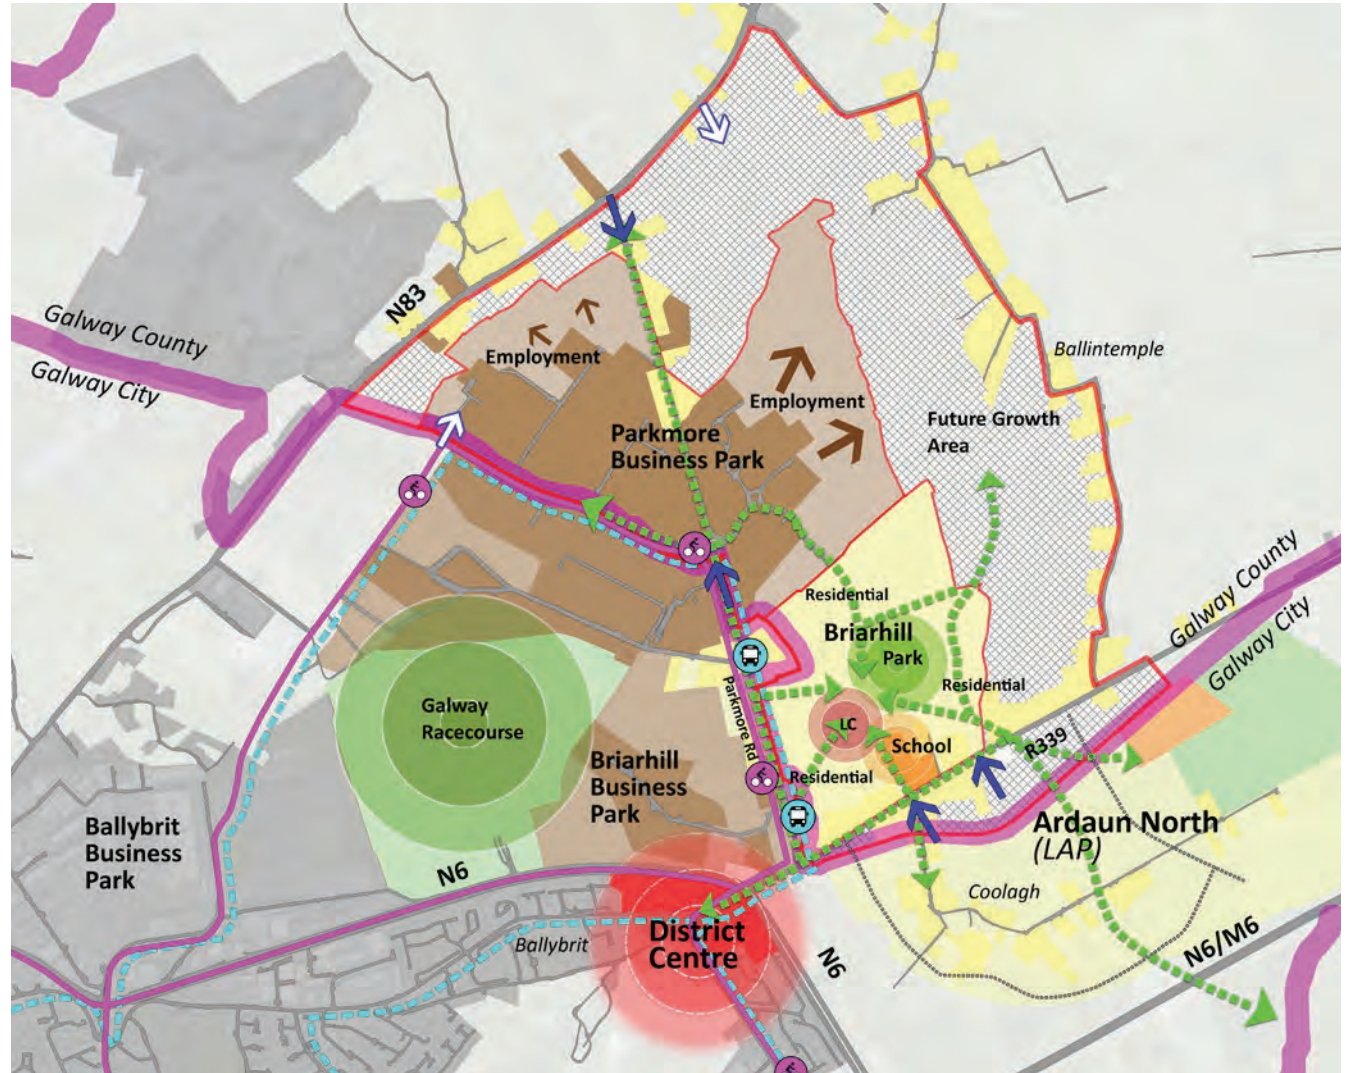 N83
Galway County
Galway City
Employment
Ballintemple
Employment
Future Growth
Area
Parkmore
Business Park
Galway County
Galway City
Residential
Briarhill
Park
Residential
Parkmore Rd
Galway
Racecourse
LC
School
R339
Briarhill
Business
Park
Residential
Ballybrit
Business
Park
Ardaun North
(LAP)
N6
Coolagh
District
Centre
Ballybrit
N6
N6/M6